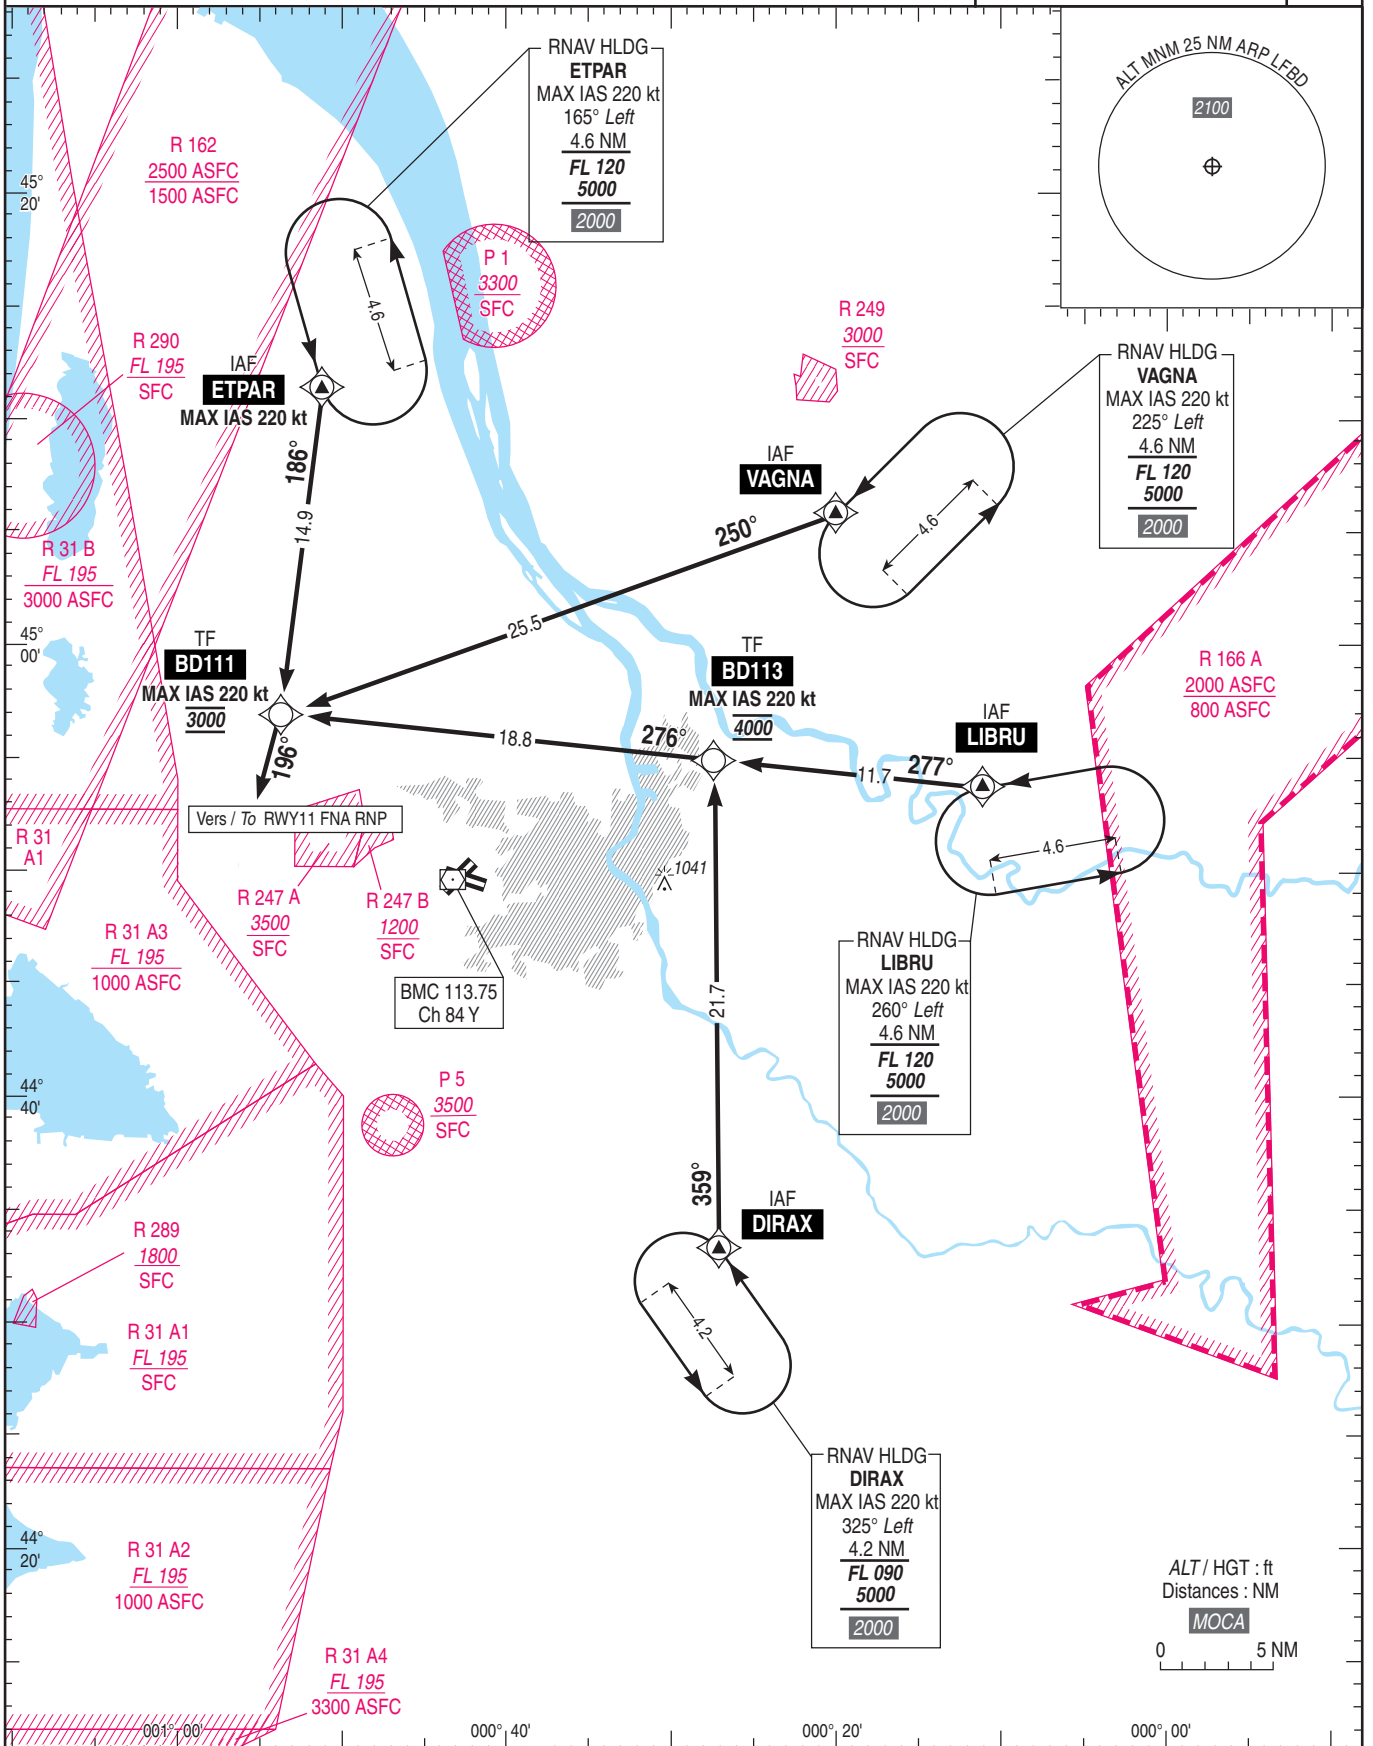 RNAV HLDG
ETPAR
MAX IAS 220 kt
165° Left
4.6 NM
FL 120
5000
2000
ALT MNM 25 NM ARP LFBD
2100
R 162
2500 ASFC
1500 ASFC
45°
20'
4.6
P 1
3300
SFC
R 249
3000
SFC
R 290
FL 195
SFC
IAF
ETPAR
MAX IAS 220 kt
RNAV HLDG
VAGNA
MAX IAS 220 kt
225° Left
4.6 NM
FL 120
5000
2000
186°
14.9
IAF
VAGNA
250°
4.6
25.5
R 31 B
FL 195
3000 ASFC
45°
00'
TF
BD111
MAX IAS 220 kt
3000
196°
TF
BD113
MAX IAS 220 kt
4000
276°
18.8
IAF
LIBRU
277°
11.7
4.6
R 166 A
2000 ASFC
800 ASFC
Vers / To RWY11 FNA RNP
R 31
A1
R 247 A
3500
SFC
R 247 B
1200
SFC
1041
R 31 A3
FL 195
1000 ASFC
BMC 113.75
Ch 84 Y
21.7
RNAV HLDG
LIBRU
MAX IAS 220 kt
260° Left
4.6 NM
FL 120
5000
2000
44°
40'
P 5
3500
SFC
359°
IAF
DIRAX
4.2
R 289
1800
SFC
R 31 A1
FL 195
SFC
RNAV HLDG
DIRAX
MAX IAS 220 kt
325° Left
4.2 NM
FL 090
5000
2000
44°
20'
R 31 A2
FL 195
1000 ASFC
ALT / HGT : ft
Distances : NM
MOCA
0 5 NM
R 31 A4
FL 195
3300 ASFC
001° 00'
000° 40'
000° 20'
000° 00'